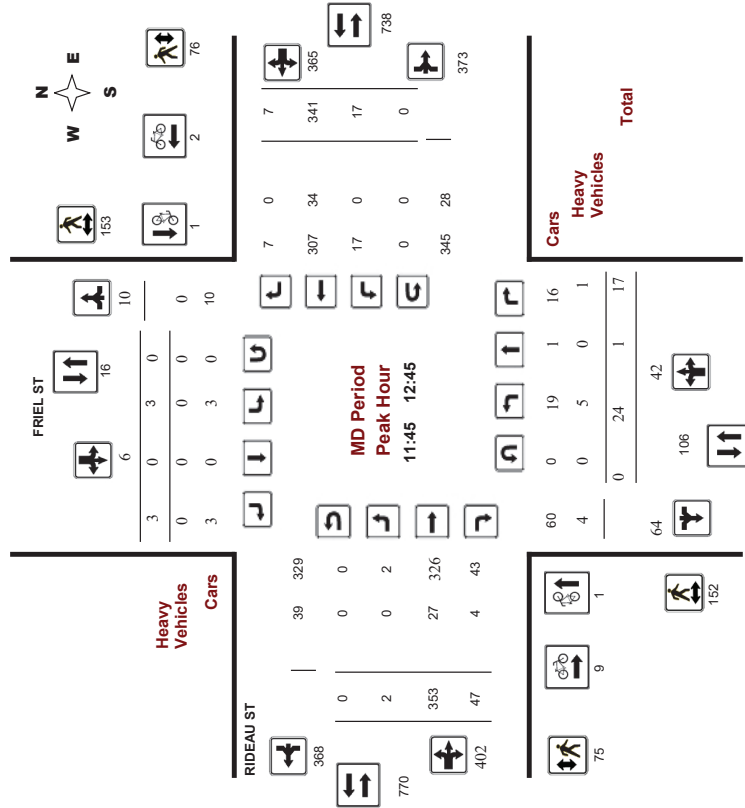 738
N
E
W
S
76
365
373
2
153
1
7 341 17 0
0 34 0 0 28
7 307 17 0 345
FRIEL ST
16
10
6
3 0 3 0
0 0 0 0 0
3 0 3 0 10
MD Period
Peak Hour
11:45 12:45
Cars
Heavy
Vehicles
Total
0 19 1 16
0 5 0 1
0 24 1 17
60
4
42
106
64
Heavy
Vehicles
Cars
329 0 2 326 43
39 0 0 27 4
0 2 353 47
RIDEAU ST
368
770
402
1
9
152
75